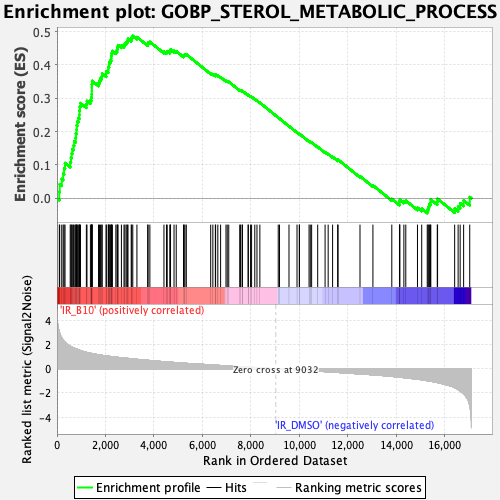 Enrichment plot: GOBP_STEROL_METABOLIC_PROCESS
Enrichment score (ES)
0.5
0.4
0.3
0.2
0.1
0.0
'IR_B10' (positively correlated)
Ranked list metric (Signal2Noise)
4
2
0
-2
-4
Zero cross at 9032
'IR_DMSO' (negatively correlated)
0 2,000 4,000 6,000 8,000 10,000 12,000 14,000 16,000
Rank in Ordered Dataset
Enrichment profile Hits Ranking metric scores